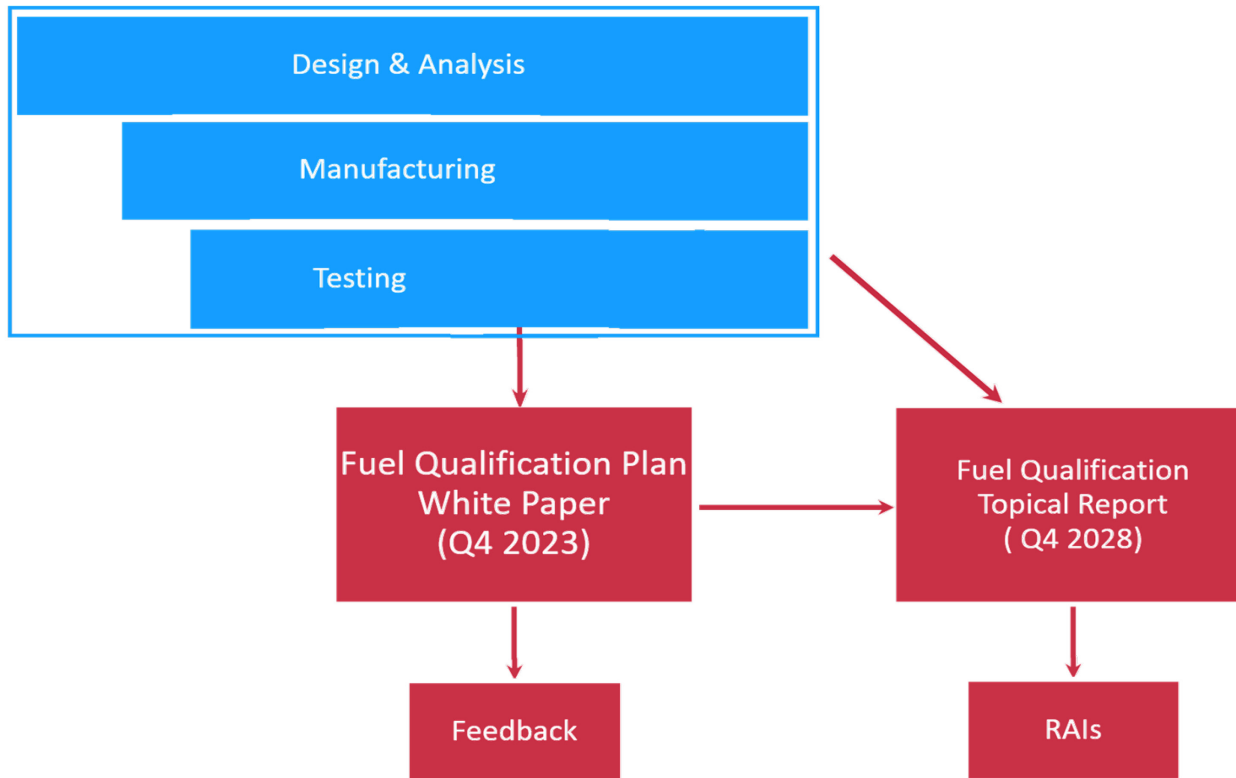 Design & Analysis
Manufacturing
Testing
Fuel Qualification Plan
White Paper
(Q4 2023)
Fuel Qualification
Topical Report
( Q4 2028)
Feedback
RAIs